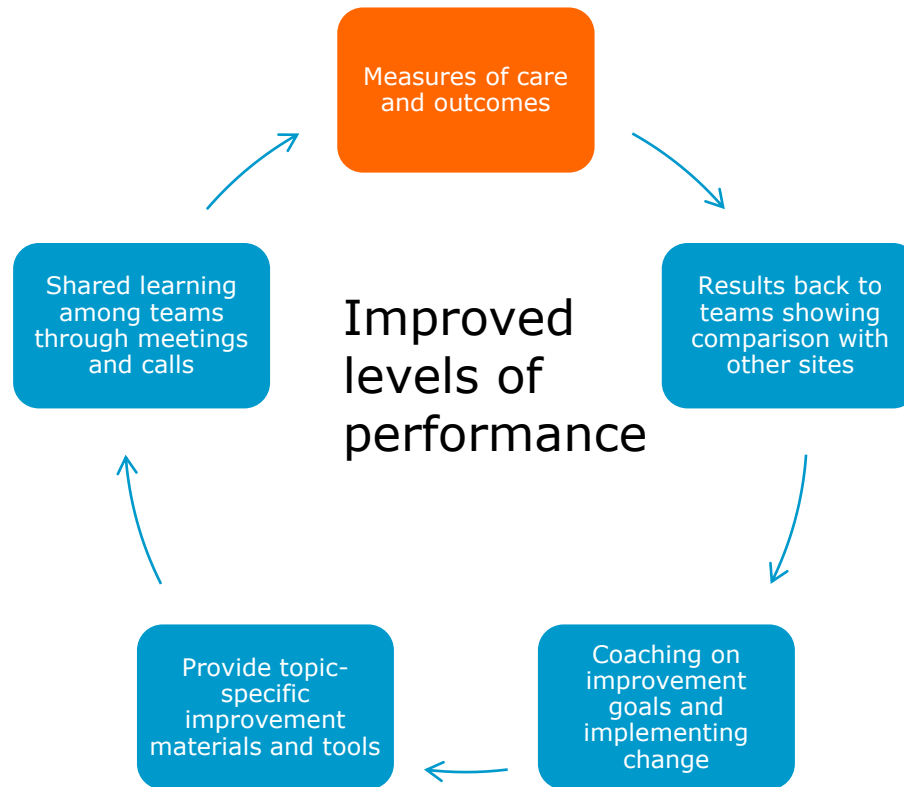 Measures of care
and outcomes
Results back to
teams showing
comparison with
other sites
Coaching on
improvement
goals and
implementing
change
Provide topic-
specific
improvement
materials and tools
Shared learning
among teams
through meetings
and calls
Improved
levels of
performance